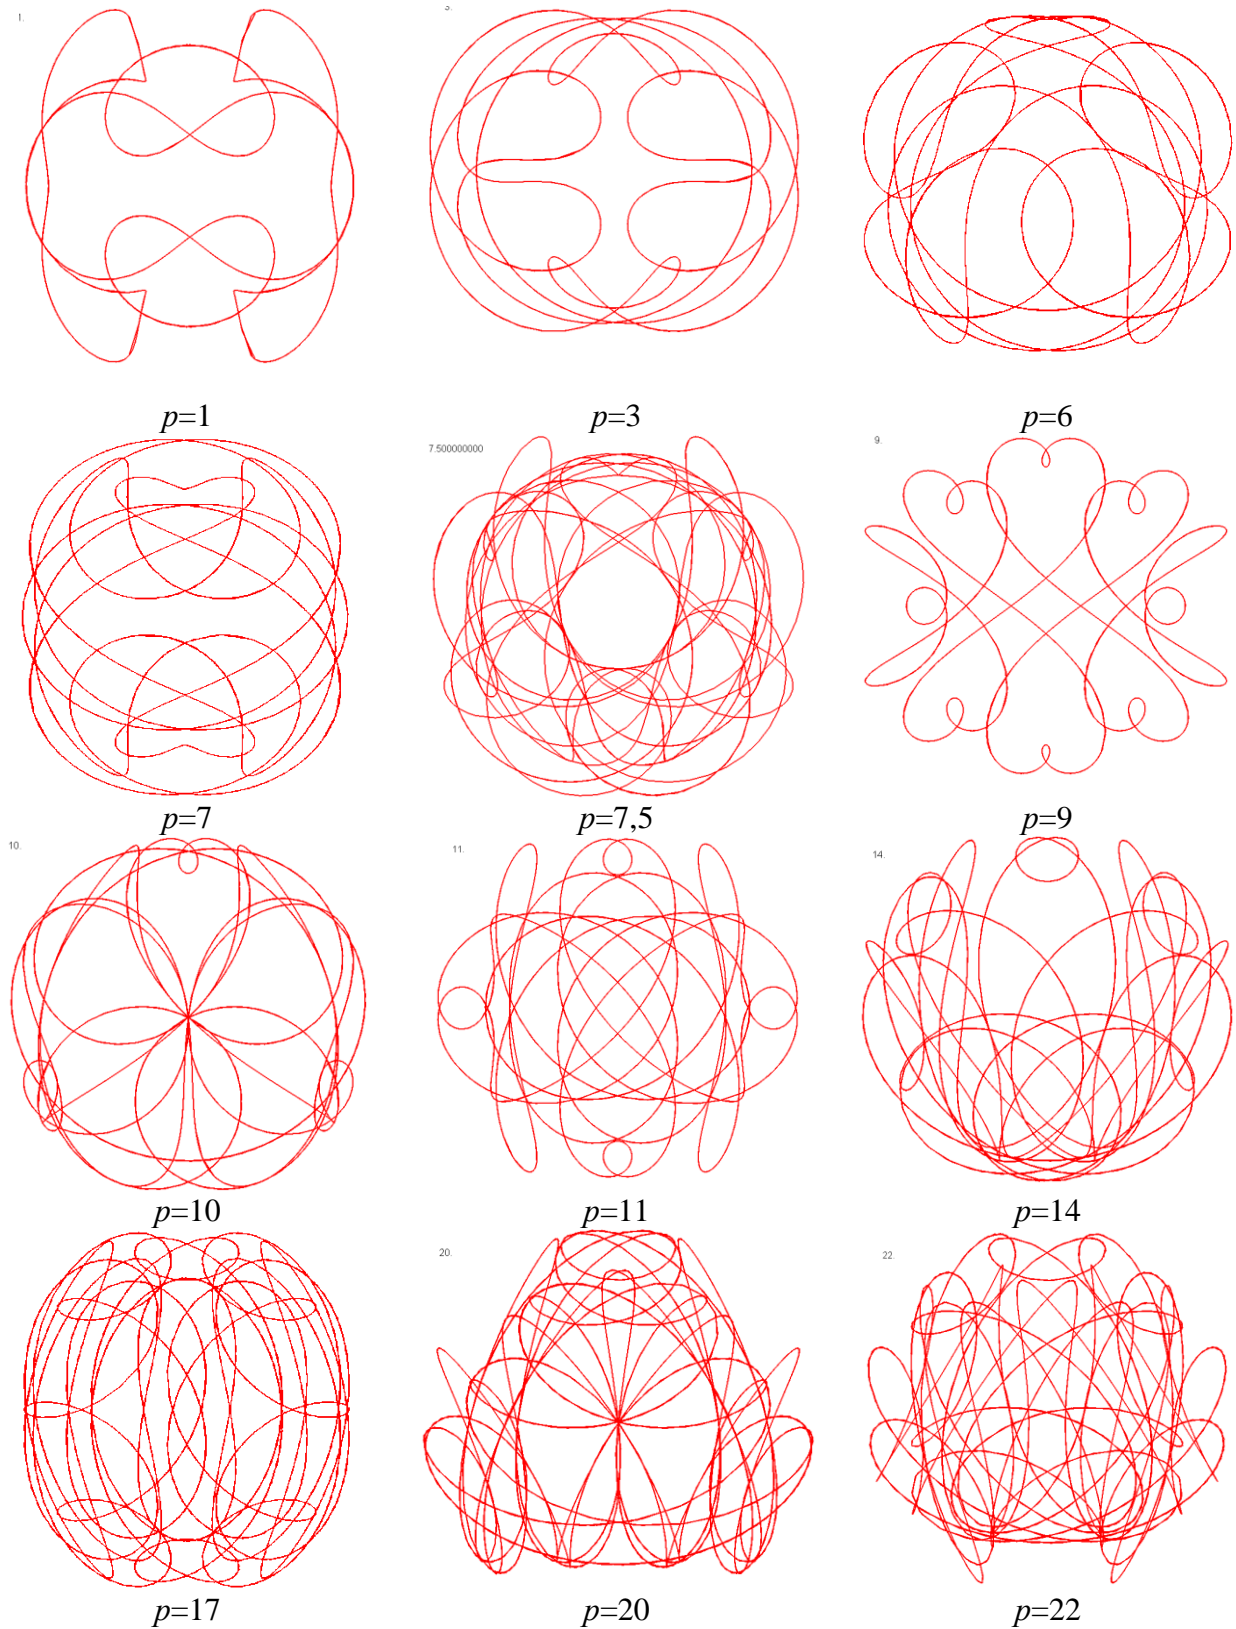 1.
3.
p=1
p=3
p=6
7.500000000
9.
p=7
p=7,5
p=9
10.
11.
14.
p=10
p=11
p=14
20.
22
p=17
p=20
p=22